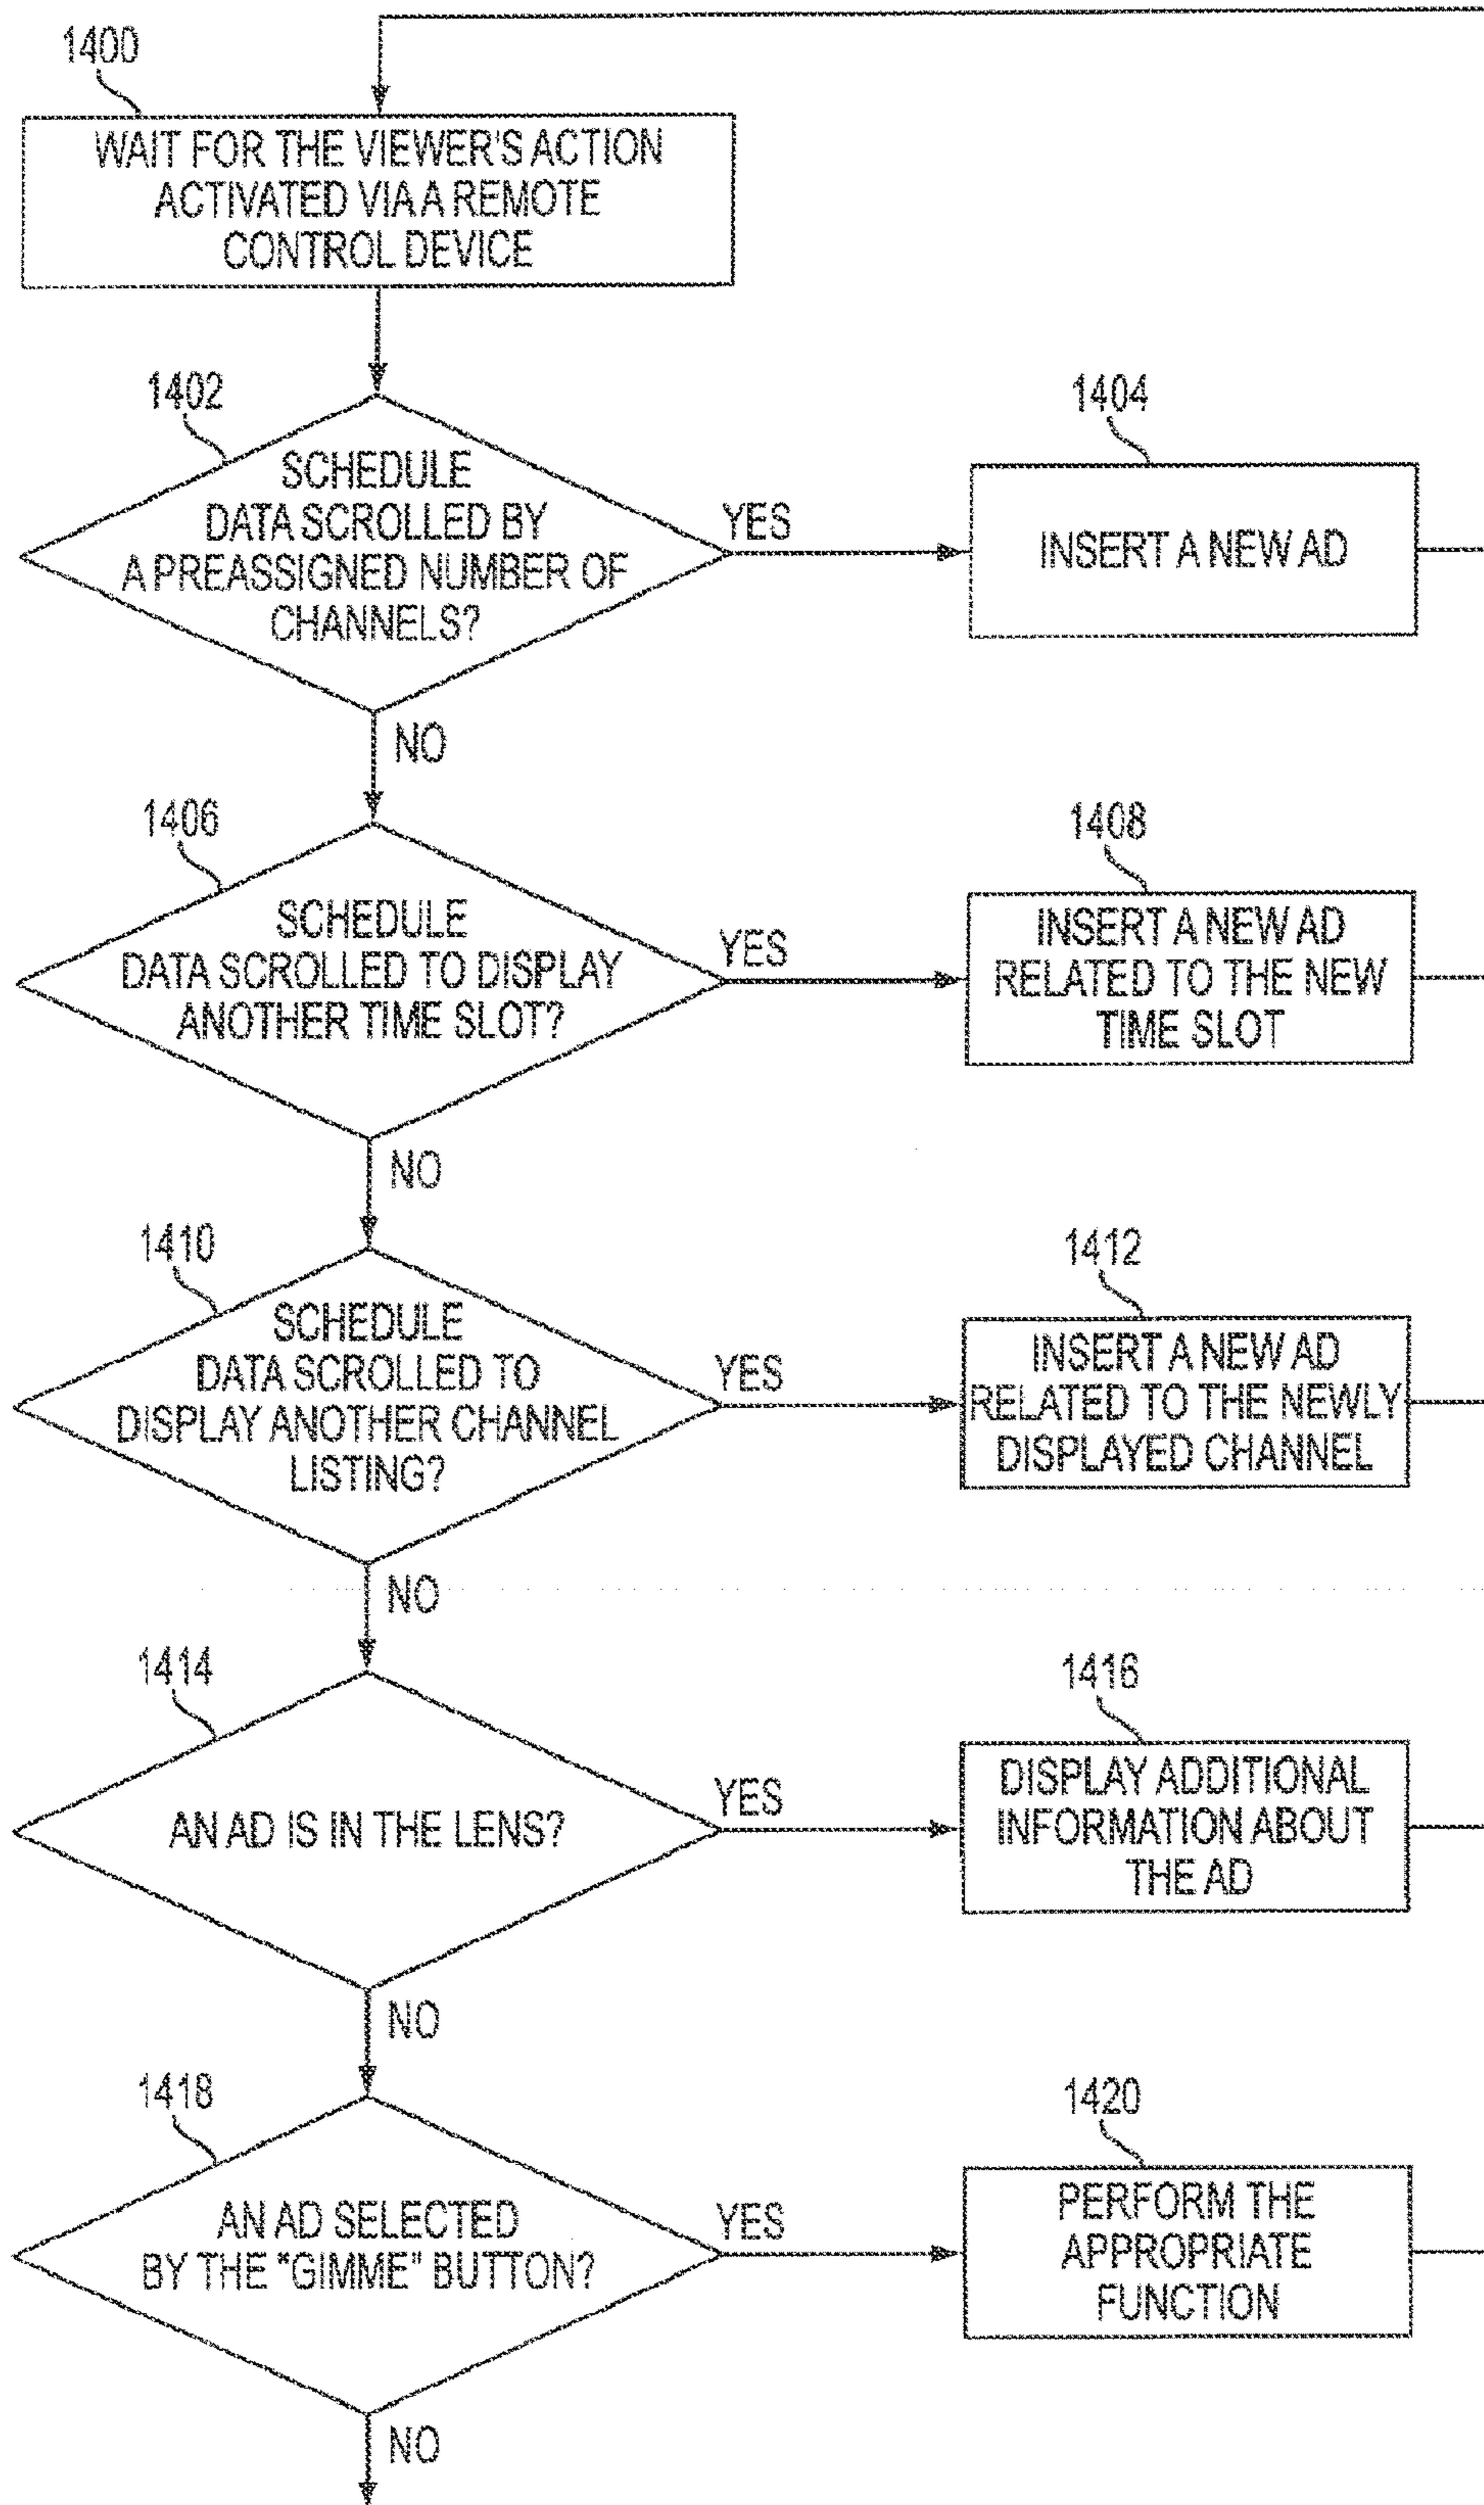 1400
WAIT FOR THE VIEWER'S ACTION
ACTIVATED VIA A REMOTE
CONTROL DEVICE
1402
SCHEDULE
DATA SCROLLED BY
A PREASSIGNED NUMBER OF
CHANNELS?
YES
1404
INSERT A NEW AD
NO
1406
SCHEDULE
DATA SCROLLED TO DISPLAY
ANOTHER TIME SLOT?
YES
1408
INSERT A NEW AD
RELATED TO THE NEW
TIME SLOT
NO
1410
SCHEDULE
DATA SCROLLED TO
DISPLAY ANOTHER CHANNEL
LISTING?
YES
1412
INSERT A NEW AD
RELATED TO THE NEWLY
DISPLAYED CHANNEL
NO
1414
AN AD IS IN THE LENS?
YES
1416
DISPLAY ADDITIONAL
INFORMATION ABOUT
THE AD
NO
1418
AN AD SELECTED
BY THE "GIMME" BUTTON?
YES
1420
PERFORM THE
APPROPRIATE
FUNCTION
NO